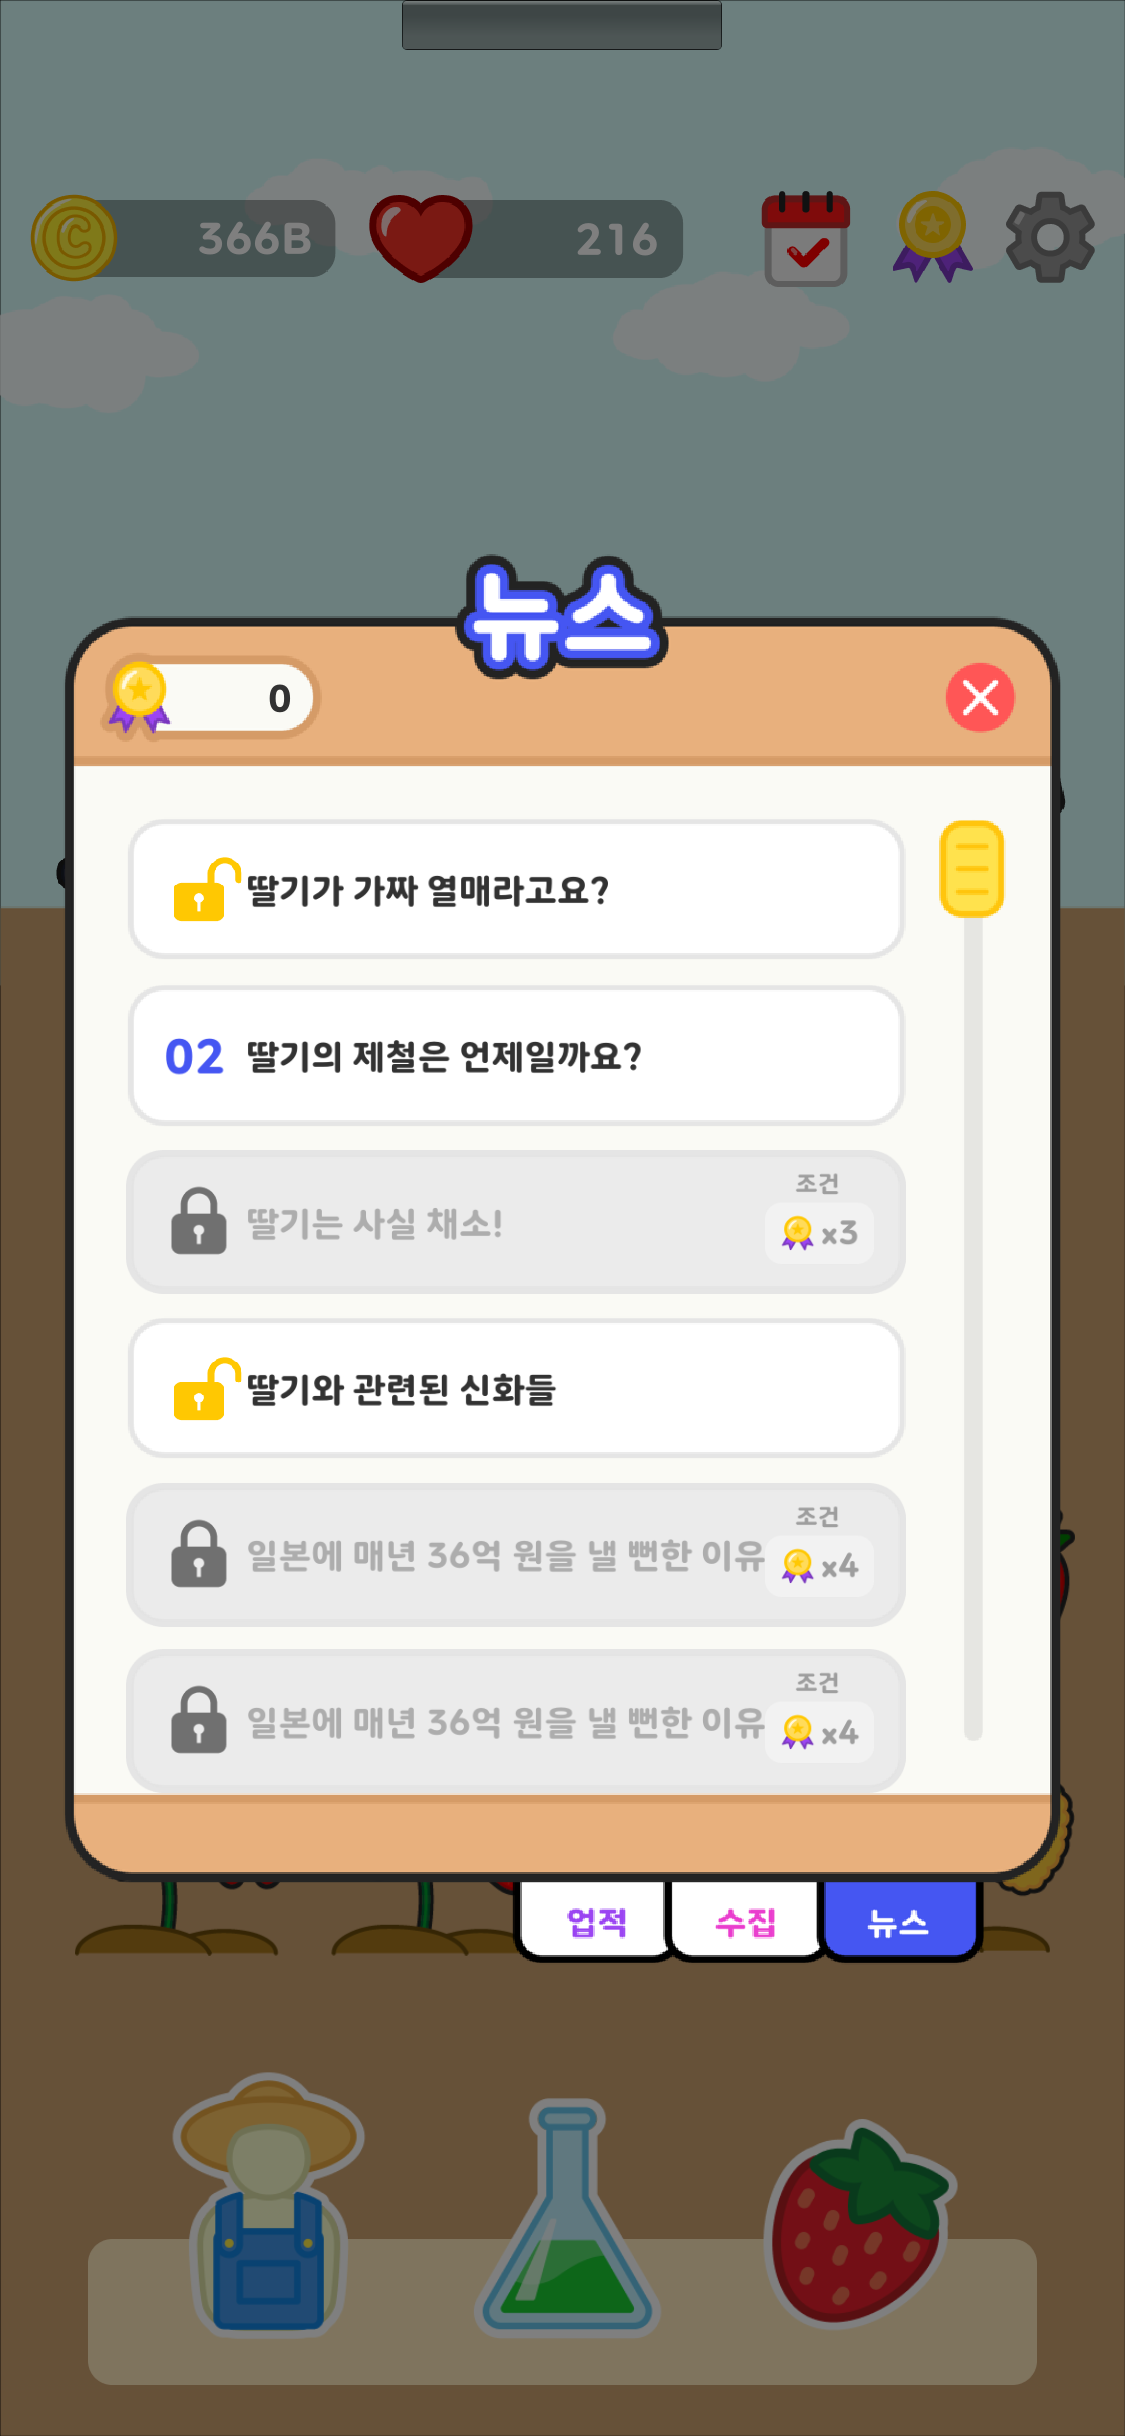 366B
216
뉴스
0
딸기가 가짜 열매라고요?
02 딸기의 제철은 언제일까요?
딸기는 사실 채소!
조건
x3
딸기와 관련된 신화들
일본에 매년 36억 원을 낼 뻔한 이유
조건
x4
일본에 매년 36억 원을 낼 뻔한 이유
조건
x4
업적
수집
뉴스